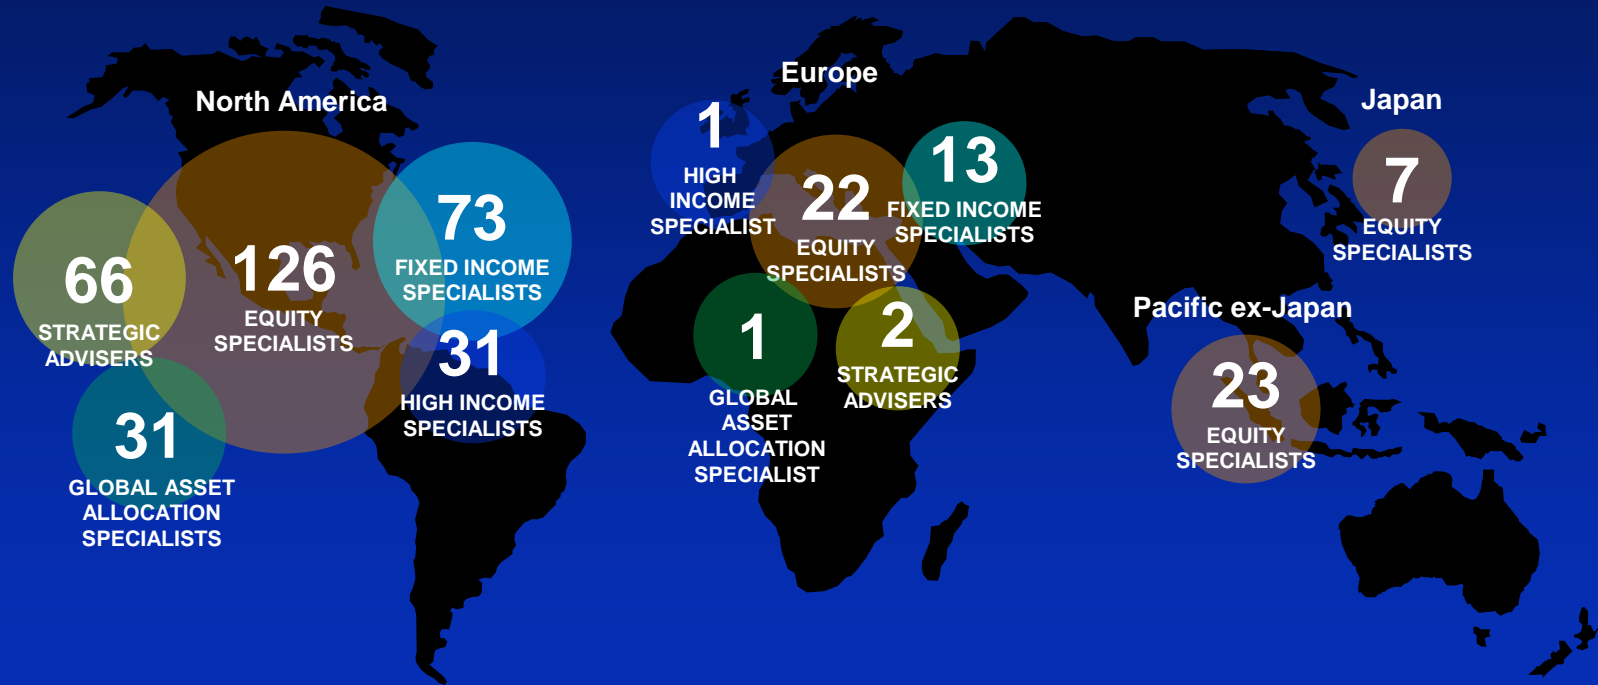 North America
66
STRATEGIC
ADVISERS
126
EQUITY
SPECIALISTS
73
FIXED INCOME
SPECIALISTS
31
HIGH INCOME
SPECIALISTS
31
GLOBAL ASSET
ALLOCATION
SPECIALISTS
Europe
1
HIGH
INCOME
SPECIALIST
22
EQUITY
SPECIALISTS
13
FIXED INCOME
SPECIALISTS
1
GLOBAL
ASSET
ALLOCATION
SPECIALIST
2
STRATEGIC
ADVISERS
Japan
7
EQUITY
SPECIALISTS
Pacific ex-Japan
23
EQUITY
SPECIALISTS